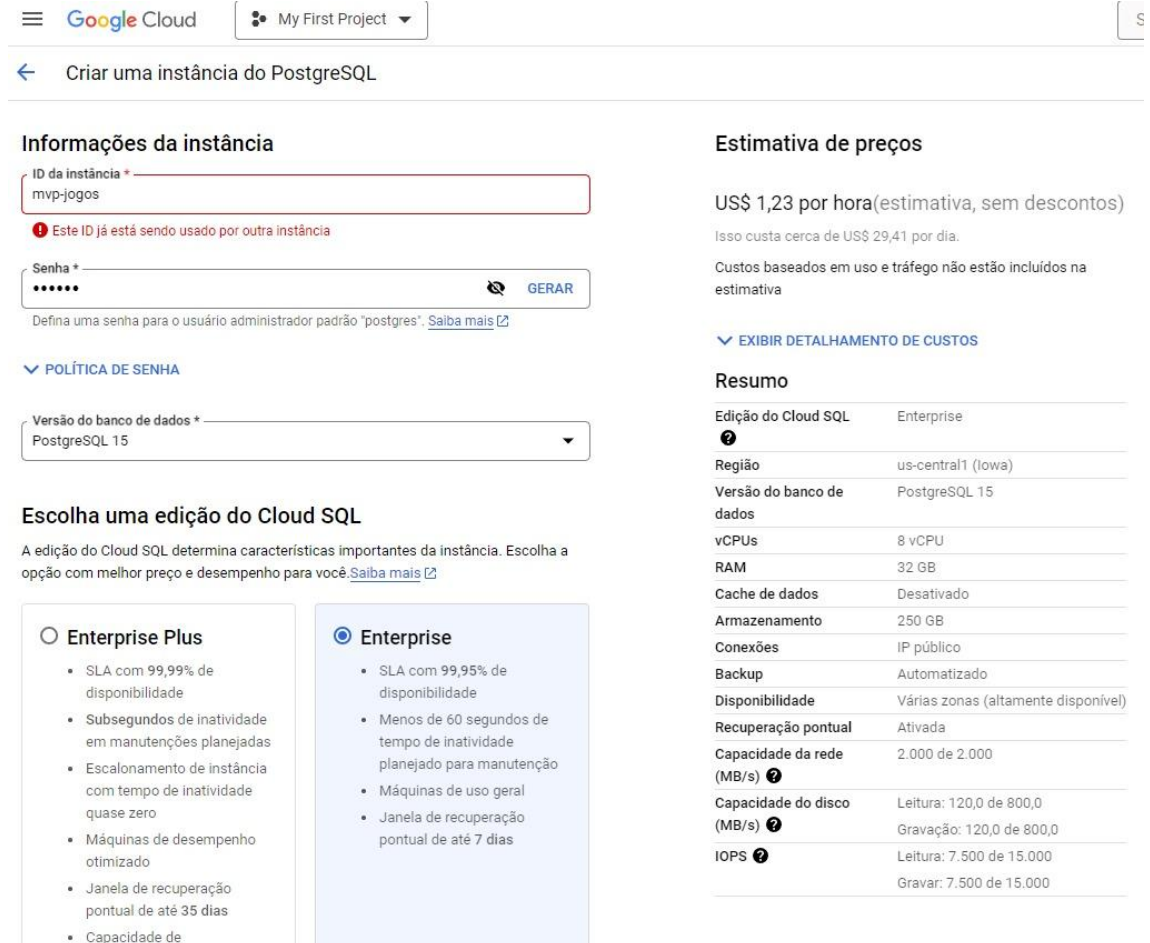 Google Cloud
My First Project
S
Criar uma instância do PostgreSQL
Informações da instância
ID da instância *
mvp-jogos
Este ID já está sendo usado por outra instância
Senha *
••••••
GERAR
Defina uma senha para o usuário administrador padrão "postgres". Saiba mais
POLÍTICA DE SENHA
Versão do banco de dados *
PostgreSQL 15
Escolha uma edição do Cloud SQL
A edição do Cloud SQL determina características importantes da instância. Escolha a
opção com melhor preço e desempenho para você.Saiba mais
Enterprise Plus
• SLA com 99,99% de
disponibilidade
• Subsegundos de inatividade
em manutenções planejadas
• Escalonamento de instância
com tempo de inatividade
quase zero
• Máquinas de desempenho
otimizado
• Janela de recuperação
pontual de até 35 dias
• Capacidade de
Enterprise
• SLA com 99,95% de
disponibilidade
• Menos de 60 segundos de
tempo de inatividade
planejado para manutenção
• Máquinas de uso geral
• Janela de recuperação
pontual de até 7 dias
Estimativa de preços
US$ 1,23 por hora(estimativa, sem descontos)
Isso custa cerca de US$ 29,41 por dia.
Custos baseados em uso e tráfego não estão incluídos na
estimativa
EXIBIR DETALHAMENTO DE CUSTOS
Resumo
Edição do Cloud SQL Enterprise
Região us-central1 (Iowa)
Versão do banco de PostgreSQL 15
dados
vCPUs 8 vCPU
RAM 32 GB
Cache de dados Desativado
Armazenamento 250 GB
Conexões IP público
Backup Automatizado
Disponibilidade Várias zonas (altamente disponível)
Recuperação pontual Ativada
Capacidade da rede 2.000 de 2.000
(MB/s)
Capacidade do disco Leitura: 120,0 de 800,0
(MB/s) Gravação: 120,0 de 800,0
IOPS Leitura: 7.500 de 15.000
Gravar: 7.500 de 15.000